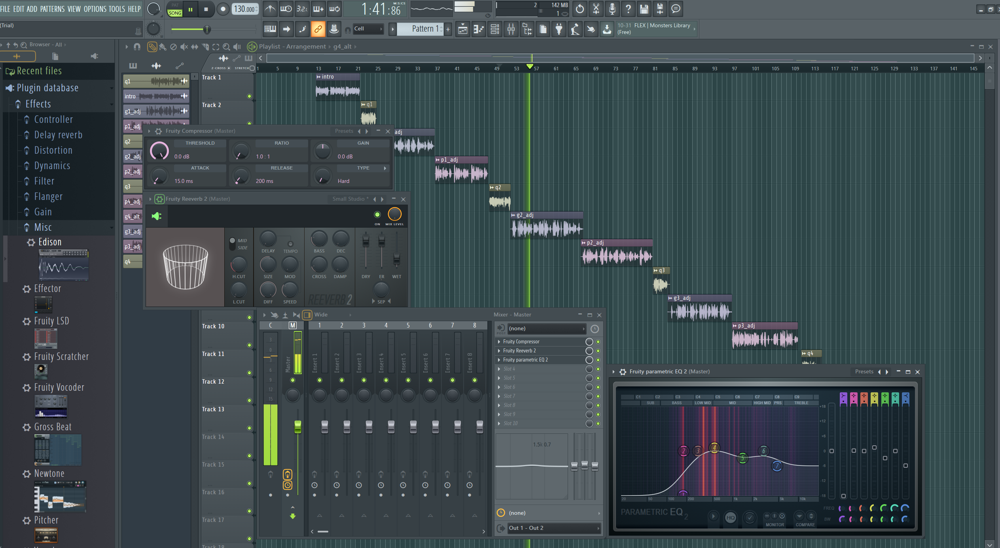 FILE EDIT PATTERNS VIEW OPTIONS TOOLS HELP
PAT
SONG
130.000
3.2.1
M:S:CS
1:41:86
2
142 MB
1
(Trial)
Cell
Pattern 1
+
10-31 FLEX | Monsters Library
(Free)
Browser - All
Playlist - Arrangement
g4_alt
Z-CROSS
STRETCH
1 5 9 13 17 21 25 29 33 37 41 45 49 53 57 61 65 69 73 77 81 85 89 93 97 101 105 109 113 117 121 125 129 133 137 141 145
Recent files
Plugin database
Effects
Controller
Delay reverb
Distortion
Dynamics
Filter
Flanger
Gain
Misc
Edison
Effector
Fruity LSD
Fruity Scratcher
Fruity Vocoder
Gross Beat
Newtone
Pitcher
q1
intro
g1_adj
p1_adj
q2
g2_adj
p2_adj
q3
p4_adj
g4_alt
g3_adj
p3_adj
q4
Track 1
Track 2
Track 10
Track 11
Track 12
Track 13
Track 14
Track 15
Track 16
Track 17
Track 18
intro
q1
adj
p1_adj
q2
g2_adj
p2_adj
q3
g3_adj
p3_adj
q4
Fruity Compressor (Master)
Presets
THRESHOLD
0.0 dB
RATIO
1.0 : 1
GAIN
0.0 dB
ATTACK
15.0 ms
RELEASE
200 ms
TYPE
Hard
Fruity Reeverb 2 (Master)
Small Studio *
ON
MIX LEVEL
MID
SIDE
H.CUT
L.CUT
DELAY
TEMPO
SIZE
MOD
DIFF
SPEED
BASS
DEC
CROSS
DAMP
REEVERB 2
DRY
ER
WET
SEP
Wide
Mixer - Master
C M 1 2 3 4 5 6 7 8
3
0
3
6
9
12
15
Master
Insert 1
Insert 2
Insert 3
Insert 4
Insert 5
Insert 6
Insert 7
Insert 8
POST
(none)
Fruity Compressor
Fruity Reeverb 2
Fruity parametric EQ 2
Slot 4
Slot 5
Slot 6
Slot 7
Slot 8
Slot 9
Slot 10
1.5k 0.7
(none)
Out 1 - Out 2
Fruity parametric EQ 2 (Master)
Presets
C1 C2 C3 C4 C5 C6 C7 C8 C9
SUB BASS LOW MID MID HIGH MID PRS TREBLE
+18
+12
+6
0
-6
-12
-18
1
2
3
4
5
6
7
20 50 100 200 500 1k 2k 5k 10k
PARAMETRIC EQ 2
HQ
MONITOR
COMPARE
FREQ
BW